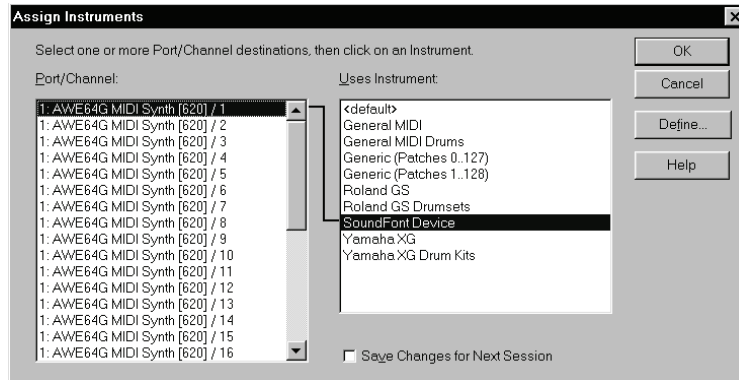 Assign Instruments
Select one or more Port/Channel destinations, then click on an Instrument.
Port/Channel:
1: AWE64G MIDI Synth [620] / 1
1: AWE64G MIDI Synth [620] / 2
1: AWE64G MIDI Synth [620] / 3
1: AWE64G MIDI Synth [620] / 4
1: AWE64G MIDI Synth [620] / 5
1: AWE64G MIDI Synth [620] / 6
1: AWE64G MIDI Synth [620] / 7
1: AWE64G MIDI Synth [620] / 8
1: AWE64G MIDI Synth [620] / 9
1: AWE64G MIDI Synth [620] / 10
1: AWE64G MIDI Synth [620] / 11
1: AWE64G MIDI Synth [620] / 12
1: AWE64G MIDI Synth [620] / 13
1: AWE64G MIDI Synth [620] / 14
1: AWE64G MIDI Synth [620] / 15
1: AWE64G MIDI Synth [620] / 16
Uses Instrument:
<default>
General MIDI
General MIDI Drums
Generic (Patches 0..127)
Generic (Patches 1..128)
Roland GS
Roland GS Drumsets
SoundFont Device
Yamaha XG
Yamaha XG Drum Kits
Save Changes for Next Session
OK
Cancel
Define...
Help